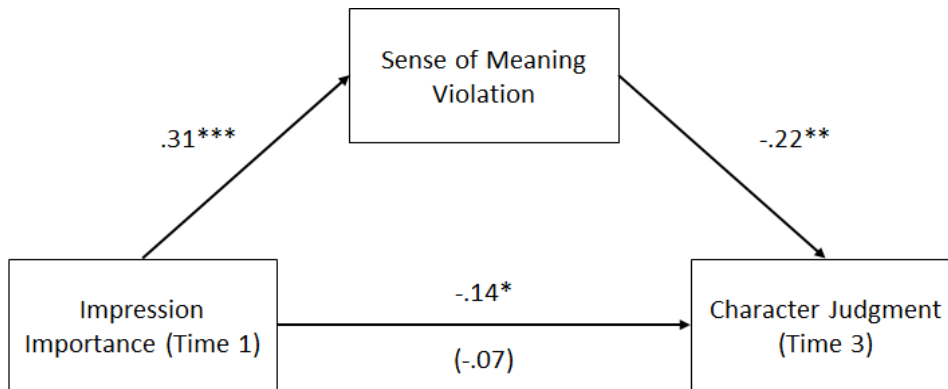 Sense of Meaning
Violation
.31***
-.22**
Impression
Importance (Time 1)
-.14*
(-.07)
Character Judgment
(Time 3)